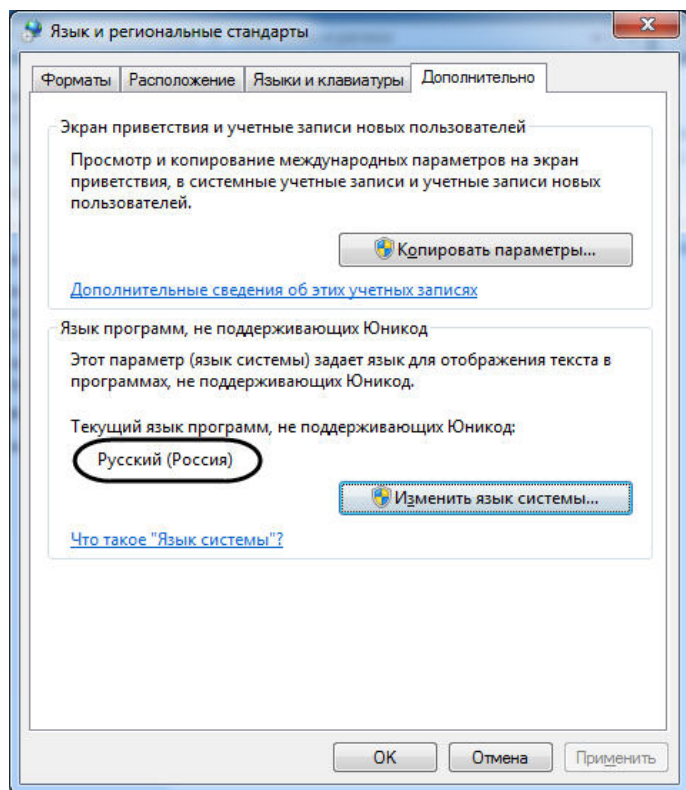 Язык и региональные стандарты
Форматы Расположение Языки и клавиатуры Дополнительно
Экран приветствия и учетные записи новых пользователей
Просмотр и копирование международных параметров на экран
приветствия, в системные учетные записи и учетные записи новых
пользователей.
Копировать параметры...
Дополнительные сведения об этих учетных записях
Язык программ, не поддерживающих Юникод
Этот параметр (язык системы) задает язык для отображения текста в
программах, не поддерживающих Юникод.
Текущий язык программ, не поддерживающих Юникод:
Русский (Россия)
Изменить язык системы...
Что такое "Язык системы"?
OK Отмена Применить